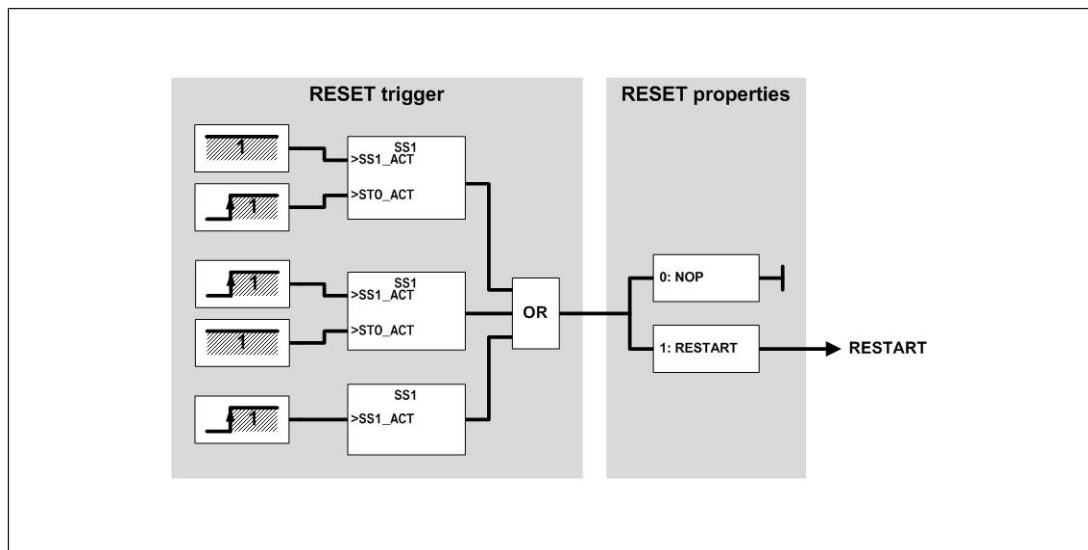 RESET trigger
RESET properties
1
SS1
>SS1_ACT
1
>STO_ACT
1
SS1
>SS1_ACT
1
>STO_ACT
OR
0: NOP
1: RESTART
RESTART
1
SS1
>SS1_ACT